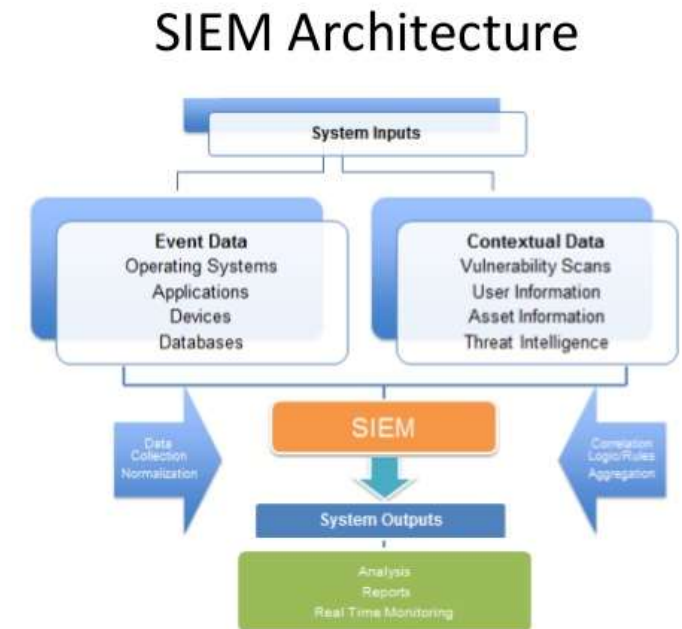 SIEM Architecture
System Inputs
Event Data
Operating Systems
Applications
Devices
Databases
Contextual Data
Vulnerability Scans
User Information
Asset Information
Threat Intelligence
Data
Collection
Normalization
SIEM
Correlation
Logic/Rules
Aggregation
System Outputs
Analysis
Reports
Real Time Monitoring